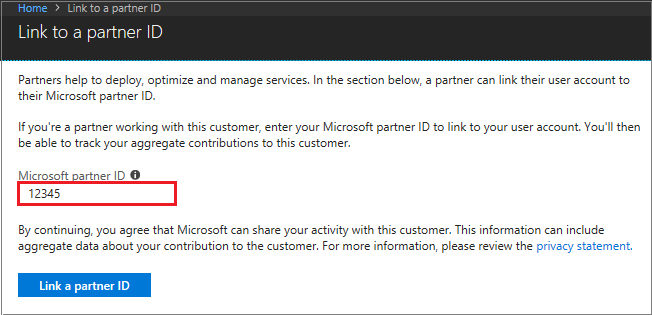 Home > Link to a partner ID
Link to a partner ID
Partners help to deploy, optimize and manage services. In the section below, a partner can link their user account to
their Microsoft partner ID.
If you're a partner working with this customer, enter your Microsoft partner ID to link to your user account. You'll then
be able to track your aggregate contributions to this customer.
Microsoft partner ID
12345
By continuing, you agree that Microsoft can share your activity with this customer. This information can include
aggregate data about your contribution to the customer. For more information, please review the privacy statement.
Link a partner ID